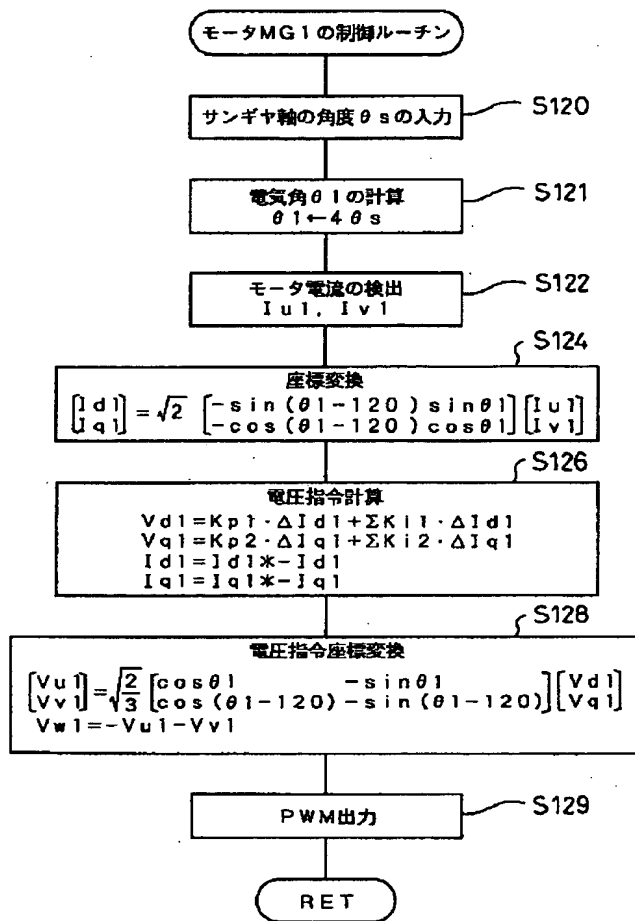 モータMG1の制御ルーチン
サンギヤ軸の角度θsの入力
S120
電気角θ1の計算
θ1←4θs
S121
モータ電流の検出
Iu1, Iv1
S122
S124
座標変換
[Id1 Iq1] = √2 [-sin(θ1-120) sinθ1 -cos(θ1-120) cosθ1] [Iu1 Iv1]
S126
電圧指令計算
Vd1=Kp1・ΔId1+ΣKi1・ΔId1
Vq1=Kp2・ΔIq1+ΣKi2・ΔIq1
Id1=Id1*-Id1
Iq1=Iq1*-Iq1
S128
電圧指令座標変換
[Vu1 Vv1] = √2/3 [cosθ1 -sinθ1 cos(θ1-120) -sin(θ1-120)] [Vd1 Vq1]
Vw1=-Vu1-Vv1
PWM出力
S129
RET